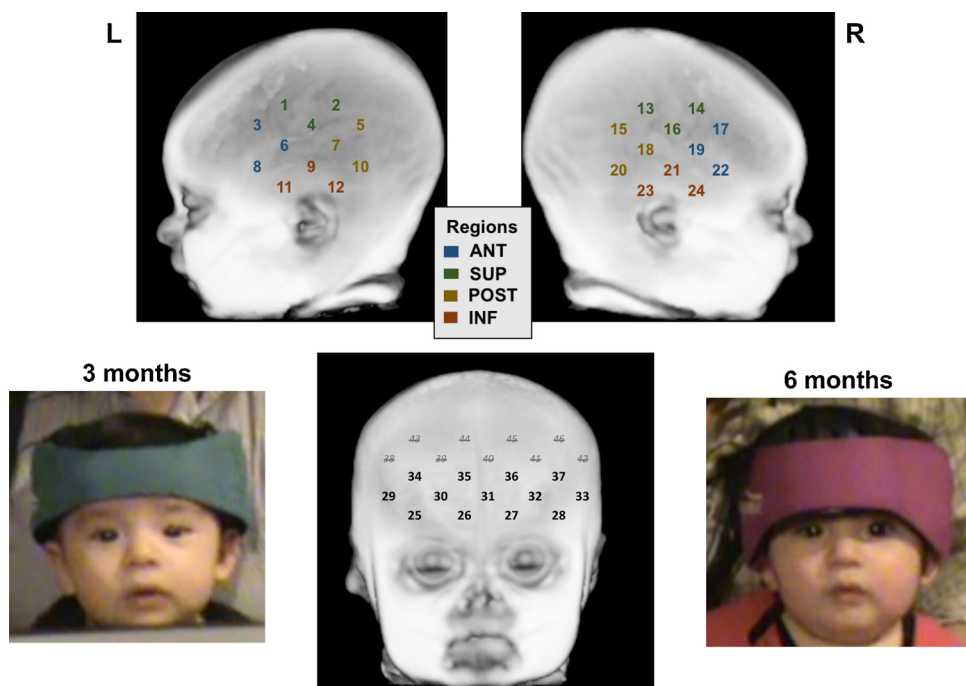 L
R
1 2
3 4 5
6 7
8 9 10
11 12
13 14
15 16 17
18 19
20 21 22
23 24
Regions
ANT
SUP
POST
INF
3 months
43 44 45 46
38 39 40 41 42
34 35 36 37
29 30 31 32 33
25 26 27 28
6 months